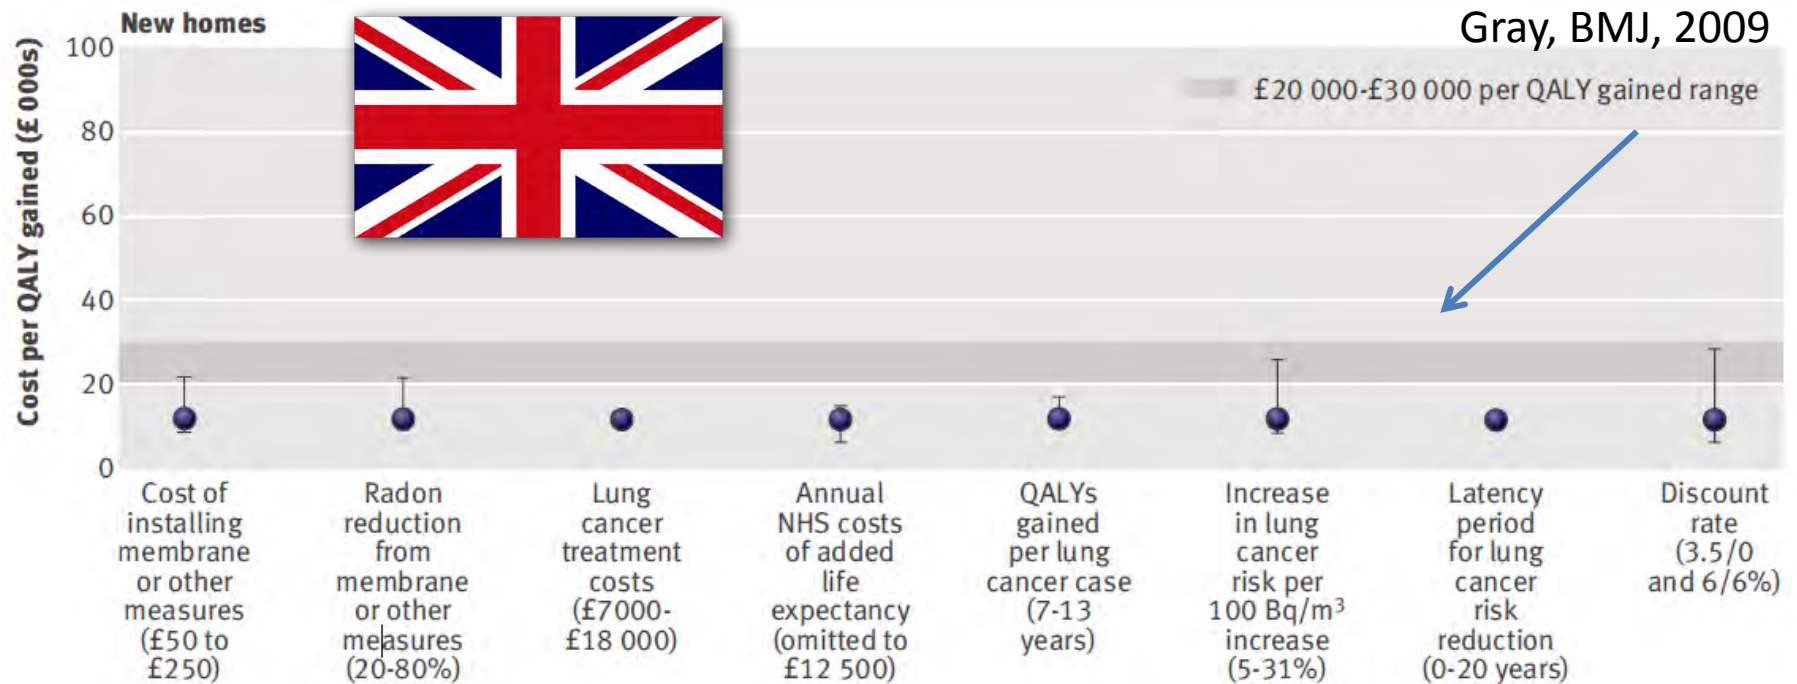 New homes
Gray, BMJ, 2009
£20 000-£30 000 per QALY gained range
Cost per QALY gained (£ 000s)
100
80
60
40
20
0
Cost of
installing
membrane
or other
measures
(£50 to
£250)
Radon
reduction
from
membrane
or other
measures
(20-80%)
Lung
cancer
treatment
costs
(£7000-
£18 000)
Annual
NHS costs
of added
life
expectancy
(omitted to
£12 500)
QALYs
gained
per lung
cancer case
(7-13
years)
Increase
in lung
cancer
risk per
100 Bq/m³
increase
(5-31%)
Latency
period
for lung
cancer
risk
reduction
(0-20 years)
Discount
rate
(3.5/0
and 6/6%)